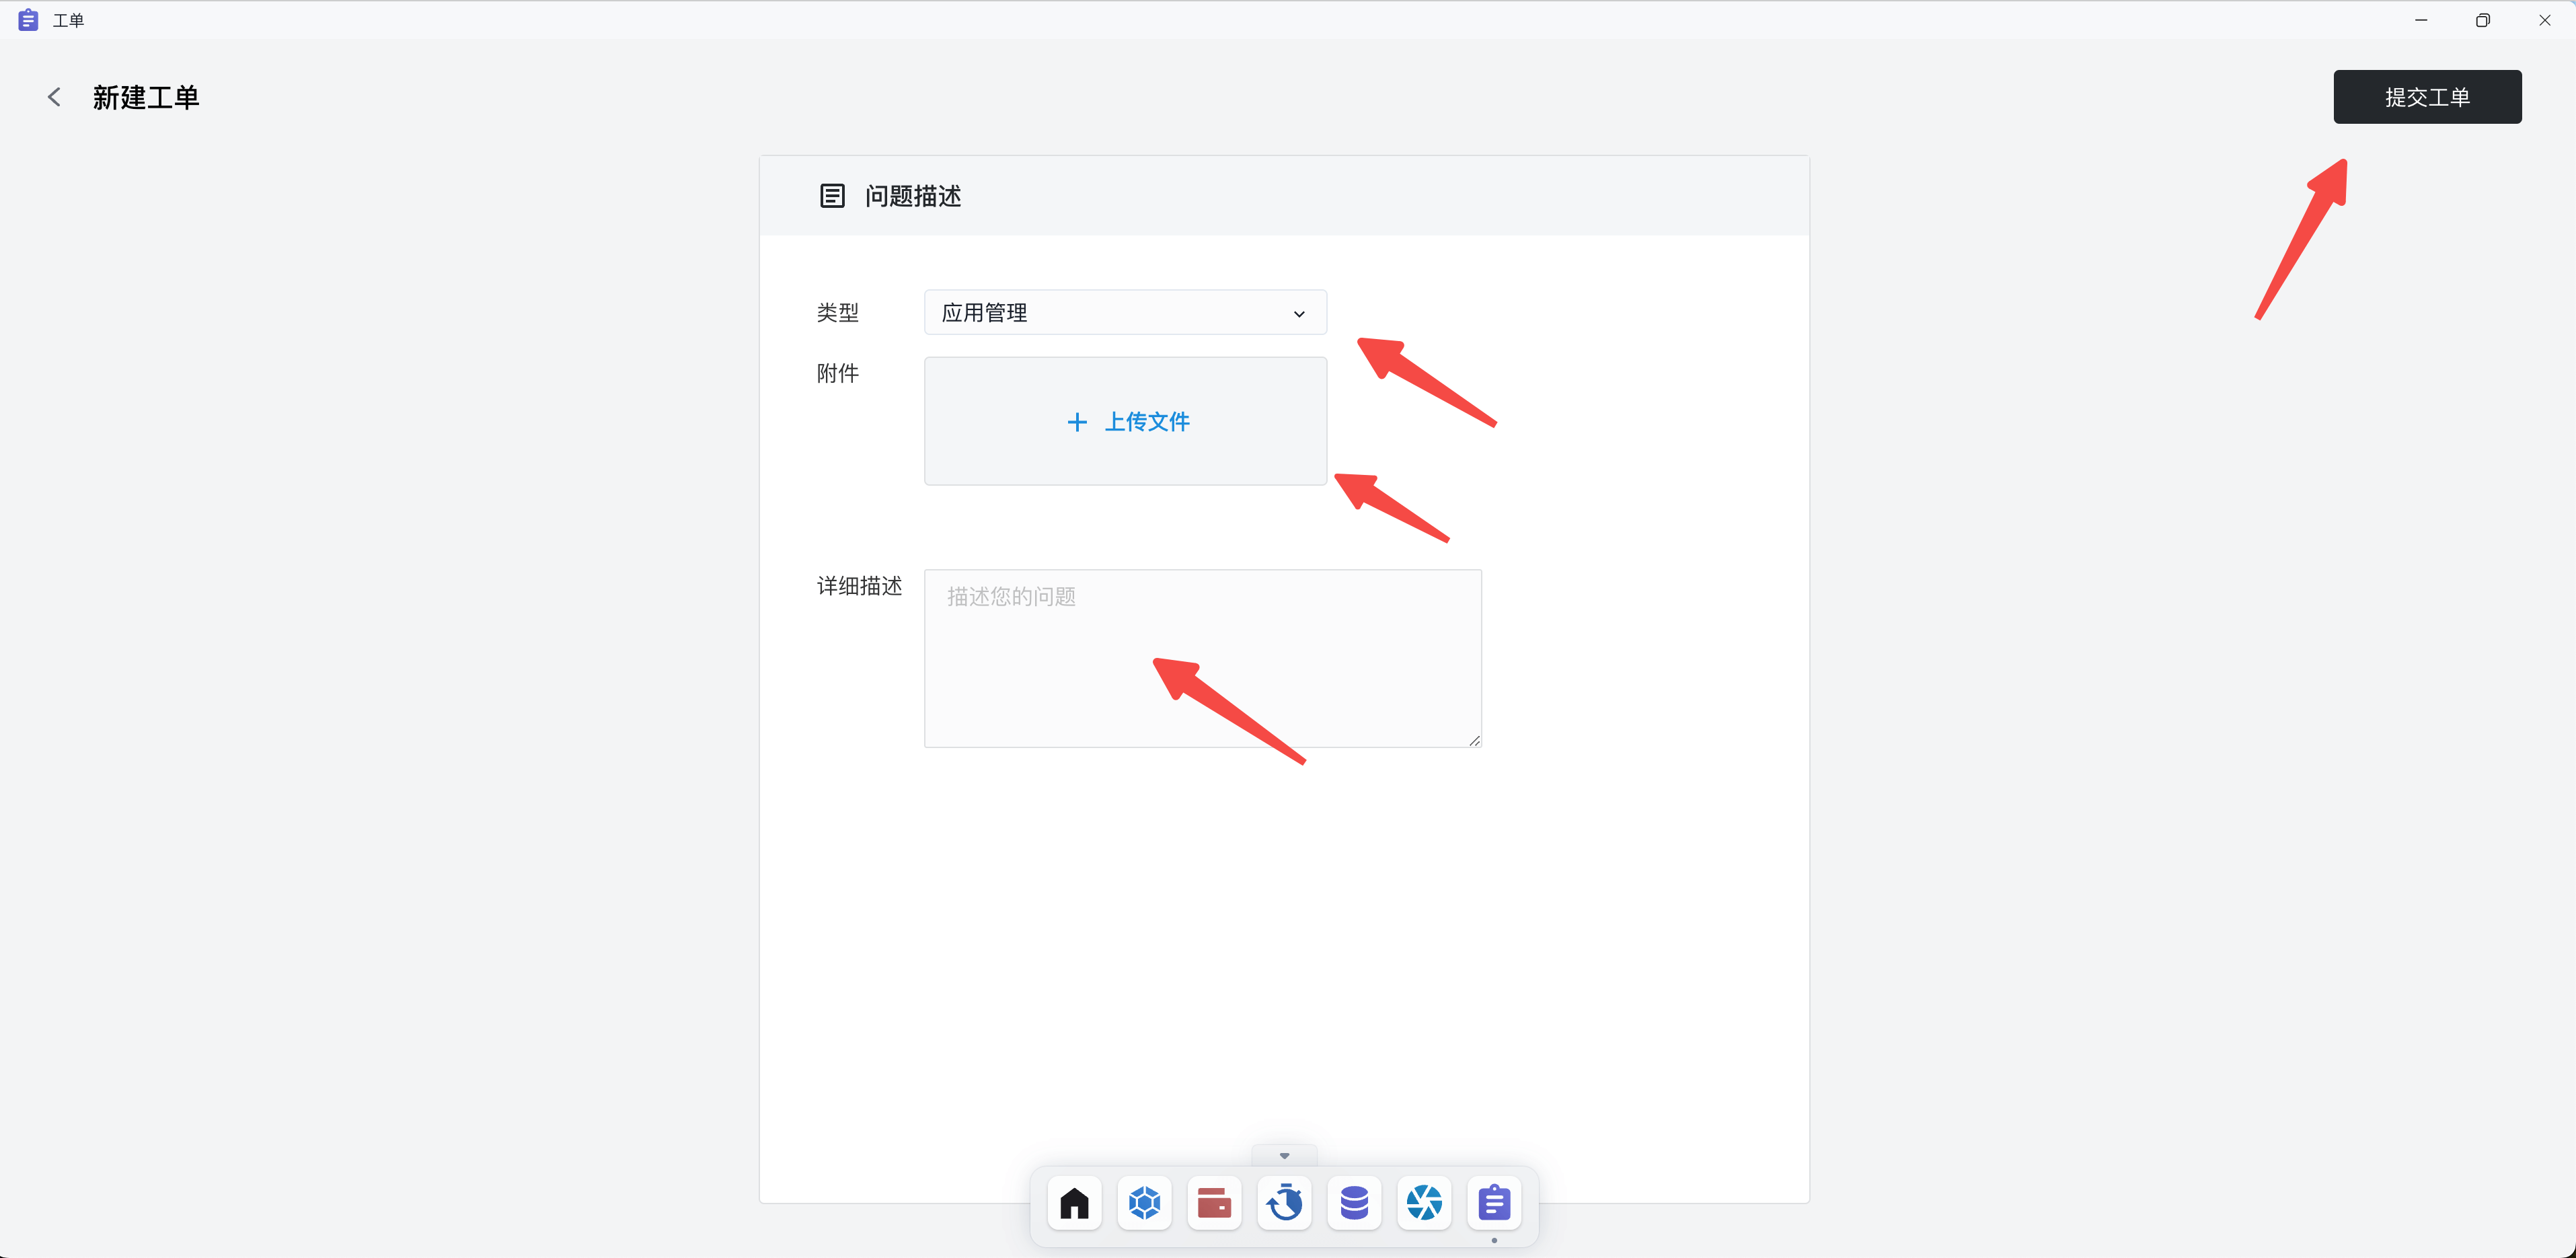 工单
新建工单
提交工单
问题描述
类型
应用管理
附件
上传文件
详细描述
描述您的问题